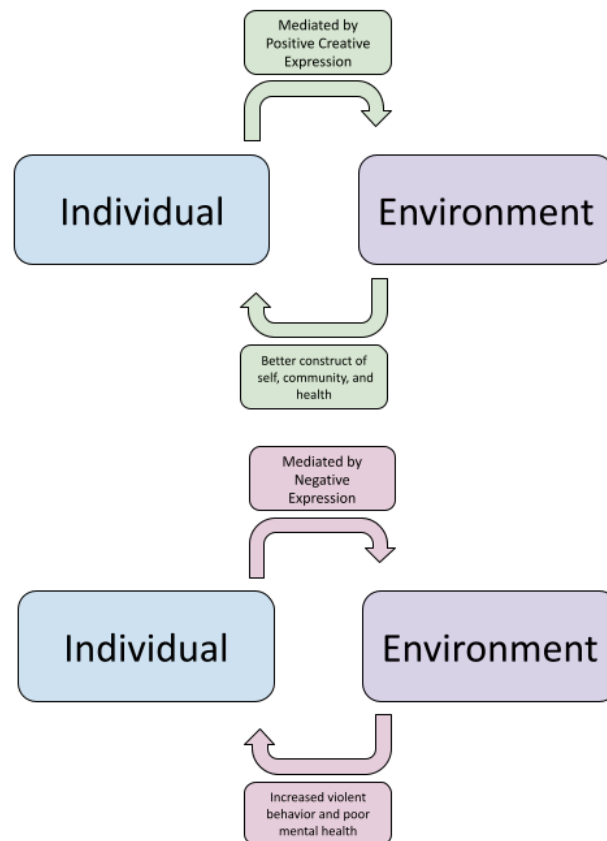 Mediated by
Positive Creative
Expression
Individual
Environment
Better construct of
self, community, and
health
Mediated by
Negative
Expression
Individual
Environment
Increased violent
behavior and poor
mental health